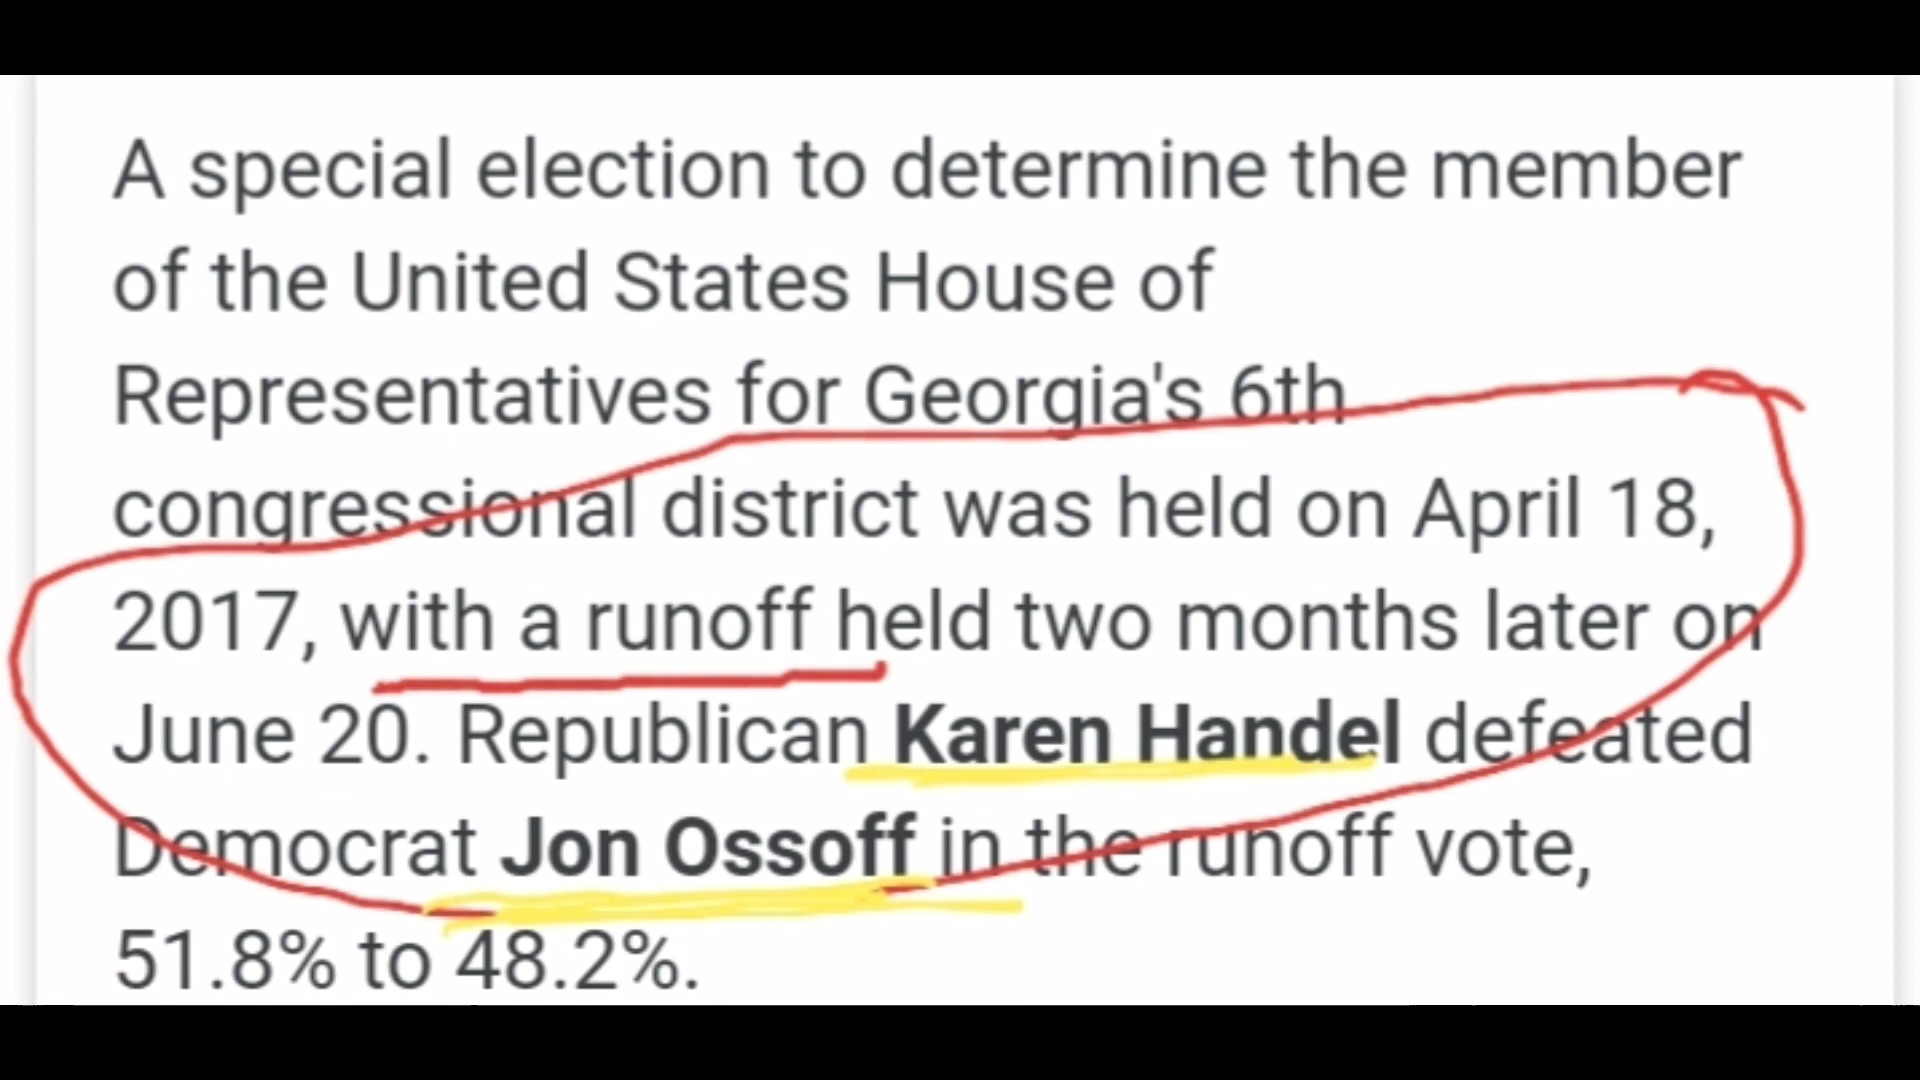 A special election to determine the member
of the United States House of
Representatives for Georgia's 6th
congressional district was held on April 18,
2017, with a runoff held two months later on
June 20. Republican Karen Handel defeated
Democrat Jon Ossoff in the runoff vote,
51.8% to 48.2%.